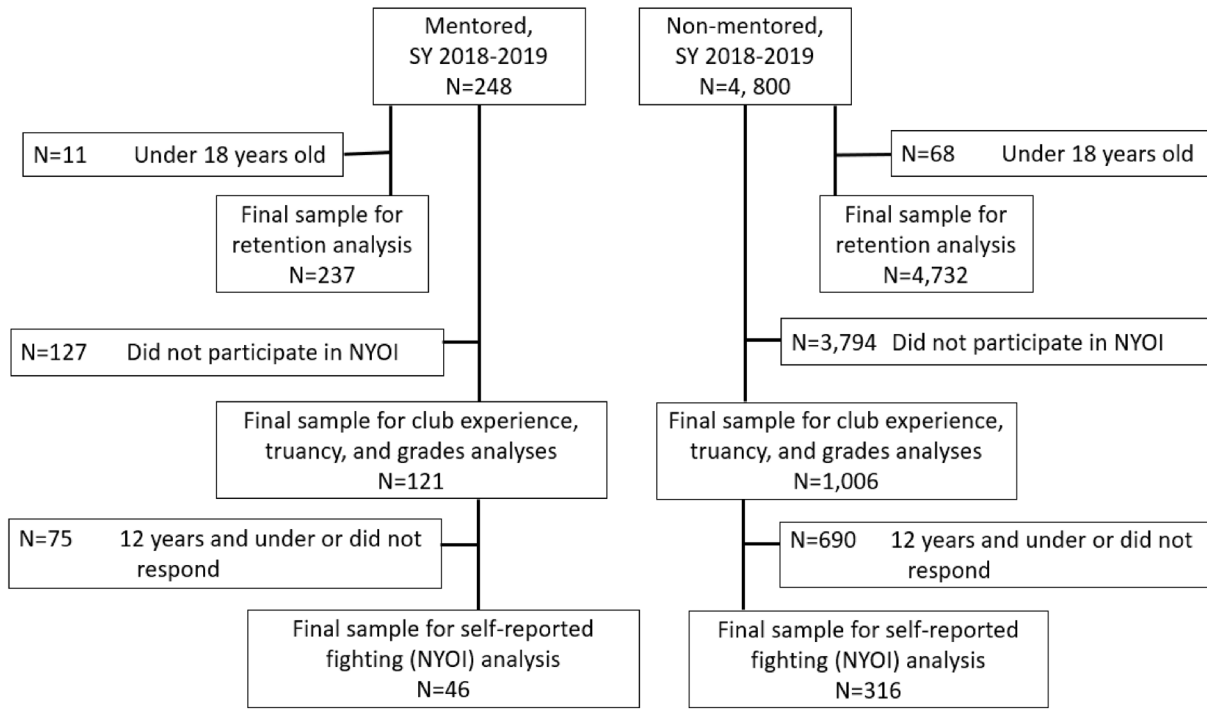 Mentored,
SY 2018-2019
N=248
Non-mentored,
SY 2018-2019
N=4, 800
N=11 Under 18 years old
N=68 Under 18 years old
Final sample for
retention analysis
N=237
Final sample for
retention analysis
N=4,732
N=127 Did not participate in NYOI
N=3,794 Did not participate in NYOI
Final sample for club experience,
truancy, and grades analyses
N=121
Final sample for club experience,
truancy, and grades analyses
N=1,006
N=75 12 years and under or did not
respond
N=690 12 years and under or did not
respond
Final sample for self-reported
fighting (NYOI) analysis
N=46
Final sample for self-reported
fighting (NYOI) analysis
N=316